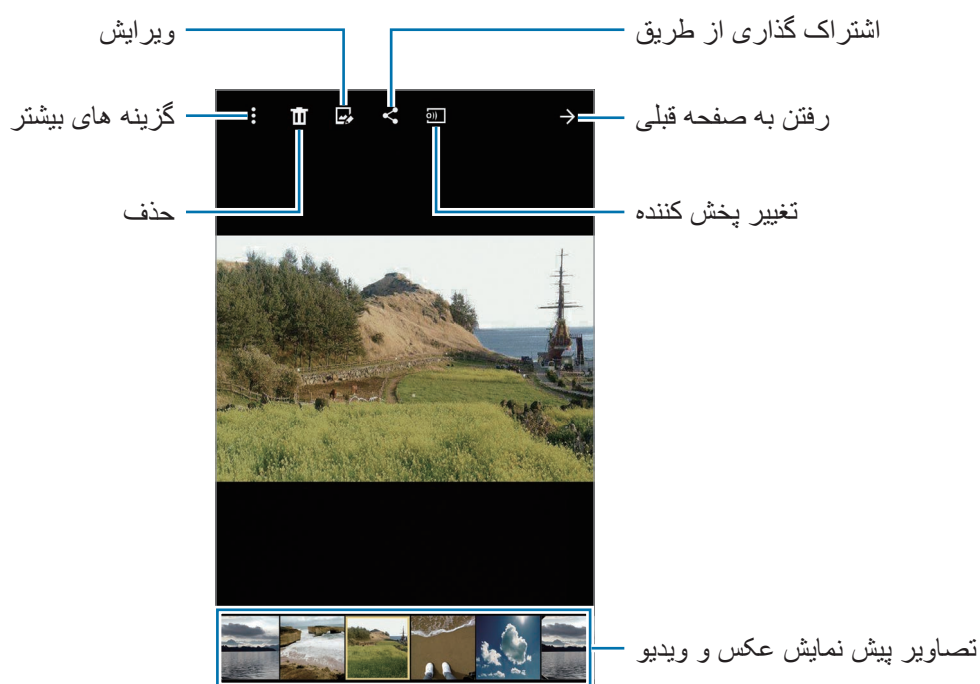 اشتراک گذاری از طریق
ویرایش
رفتن به صفحه قبلی
گزینه های بیشتر
تغییر پخش کننده
حذف
تصاویر پیش نمایش عکس و ویدیو